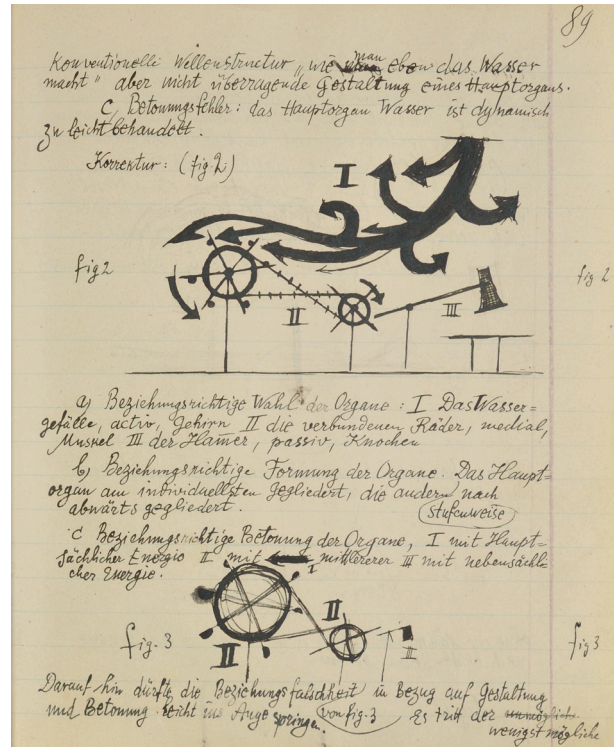 89
Konventionelle Wellenstructur „wie man eben das Wasser
macht" aber nicht überragende Gestaltung eines Hauptorgans.
C, Betonungsfehler: das Hauptorgan Wasser ist dynamisch
zu leicht behandelt.
Korrektur: (fig 2)
I
fig 2
II
III
fig 2
a) Beziehungsrichtige Wahl der Organe: I Das Wasser=
gefälle, activ, Gehirn II die verbundenen Räder, medial,
Muskel III der Hamer, passiv, Knochen
b) Beziehungsrichtige Formung der Organe. Das Haupt-
organ am individuellsten gegliedert, die andern nach
abwärts gegliedert. stufenweise
C Beziehungsrichtige Betonung der Organe, I mit Haupt=
sächlicher Energie II mit mittlererer III mit nebensächli=
cher Energie.
I
II
fig. 3
II
III
fig 3
Darauf hin dürfte die Beziehungsfalschheit in Bezug auf Gestaltung
und Betonung leicht ins Auge springen. von fig. 3 Es tritt der
wenigst mögliche